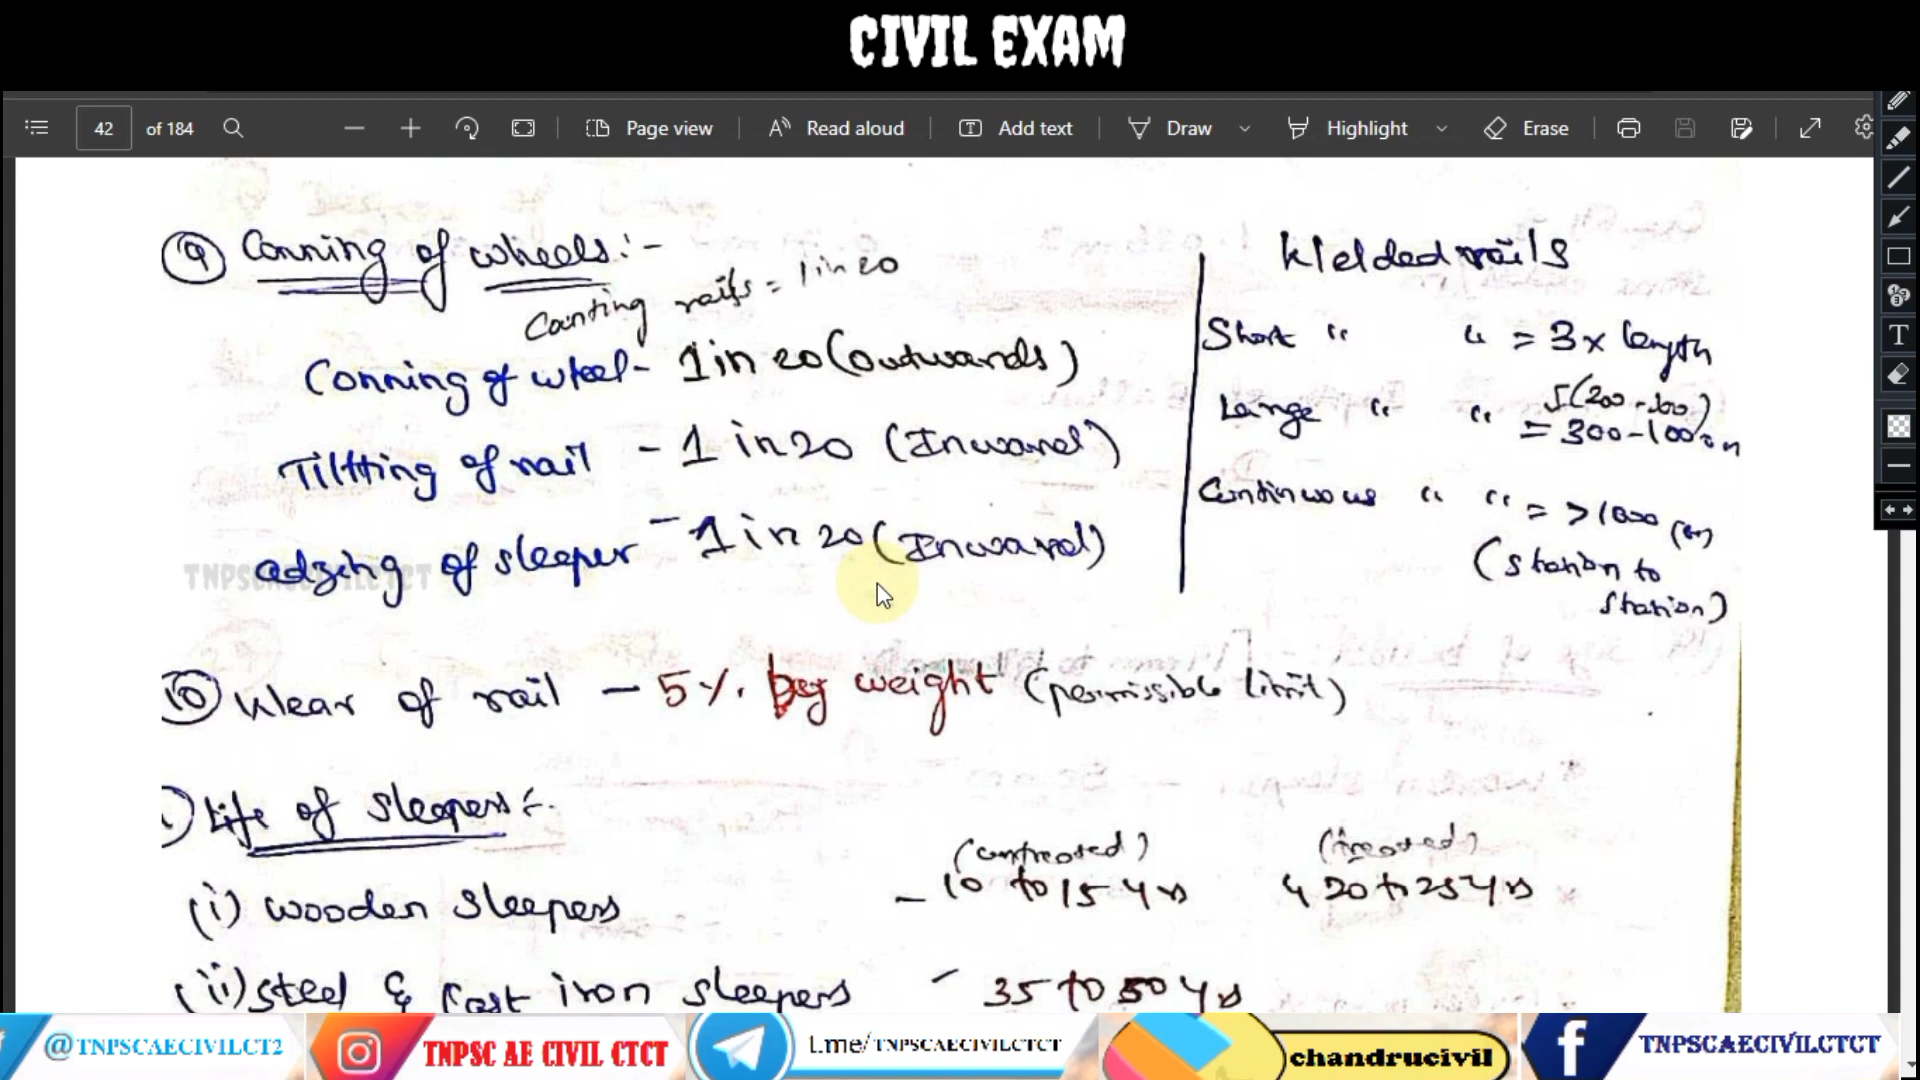 CIVIL EXAM
42 of 184 Page view Read aloud Add text Draw Highlight Erase
9 Conning of wheels:-
Canting rails = 1 in 20
Conning of wheel - 1 in 20 (outwards)
Tiltting of rail - 1 in 20 (Inward)
adzing of sleeper - 1 in 20 (Inward)
TNPSCAECIVILCTCT
Welded rails
Short " " = 3 x length
Lange " " = 300-1000m
Continuous " " = >1000 (m)
(station to
station)
10 Wear of rail - 5%. by weight (permissible limit)
) Life of sleepers:-
(untreated) (treated)
(i) wooden sleepers - 10 to 15 yrs & 20 to 25 yrs
(ii) steel & cast iron sleepers - 35 to 50 yrs
@TNPSCAECIVILCT2
TNPSC AE CIVIL CTCT
t.me/TNPSCAECIVILCTCT
chandrucivil
TNPSCAECIVILCTCT